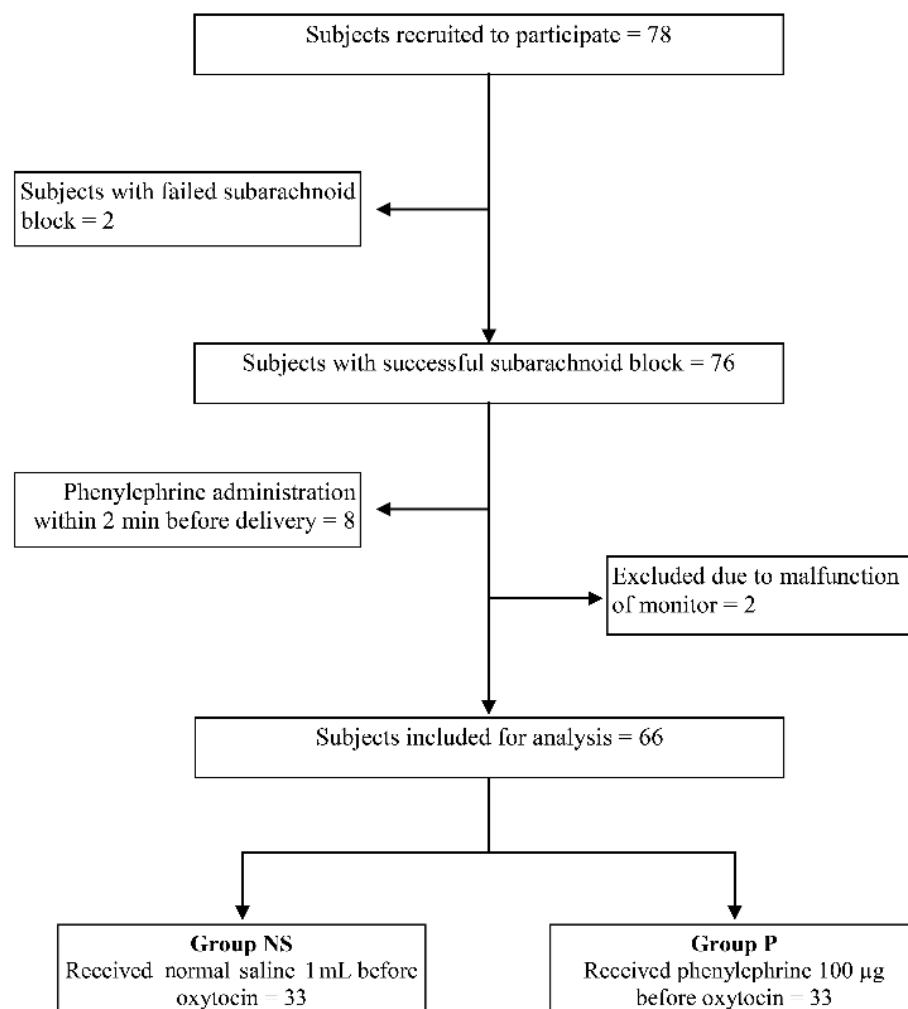 Subjects recruited to participate = 78
Subjects with failed subarachnoid
block = 2
Subjects with successful subarachnoid block = 76
Phenylephrine administration
within 2 min before delivery = 8
Excluded due to malfunction
of monitor = 2
Subjects included for analysis = 66
Group NS
Received normal saline 1 mL before
oxytocin = 33
Group P
Received phenylephrine 100 µg
before oxytocin = 33